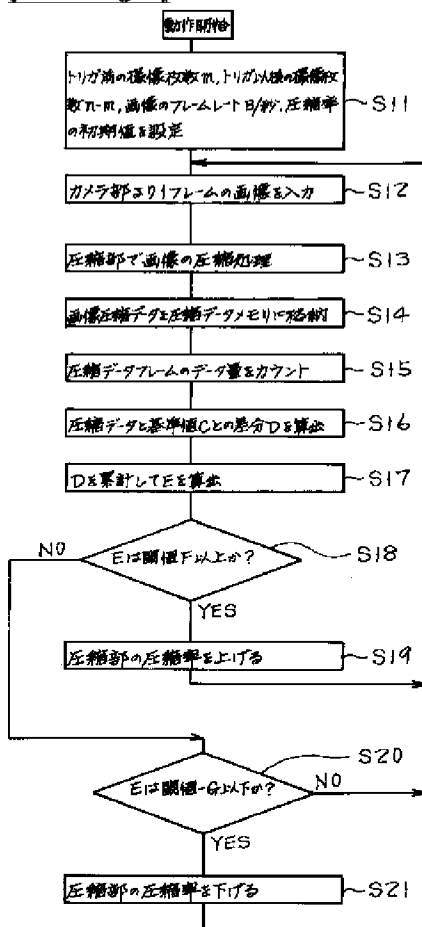 動作開始
トリガ前の撮像枚数m,トリガ以後の撮像枚
数n-m,画像のフレームレートB/秒,圧縮率
の初期値を設定
S11
カメラ部より1フレームの画像を入力
S12
圧縮部で画像の圧縮処理
S13
画像圧縮データを圧縮データメモリに格納
S14
圧縮データフレームのデータ量をカウント
S15
圧縮データと基準値Cとの差分Dを算出
S16
Dを累計してEを算出
S17
NO
Eは閾値F以上か?
S18
YES
圧縮部の圧縮率を上げる
S19
S20
Eは閾値-G以下か?
NO
YES
圧縮部の圧縮率を下げる
S21